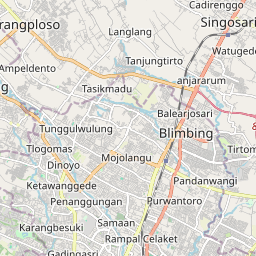 Cadirenggo
Singosari
rangploso
Langlang
Watugede
Ampeldento
Tanjungtirto
anjararum
Tasikmadu
g
Balearjosari
Tunggulwulung
Blimbing
Tlogomas
Tirtom
Mojolangu
Dinoyo
Ketawanggede
Pandanwangi
Penanggungan
Purwantoro
Samaan
Karangbesuki
Rampal Celaket
Gadingasri